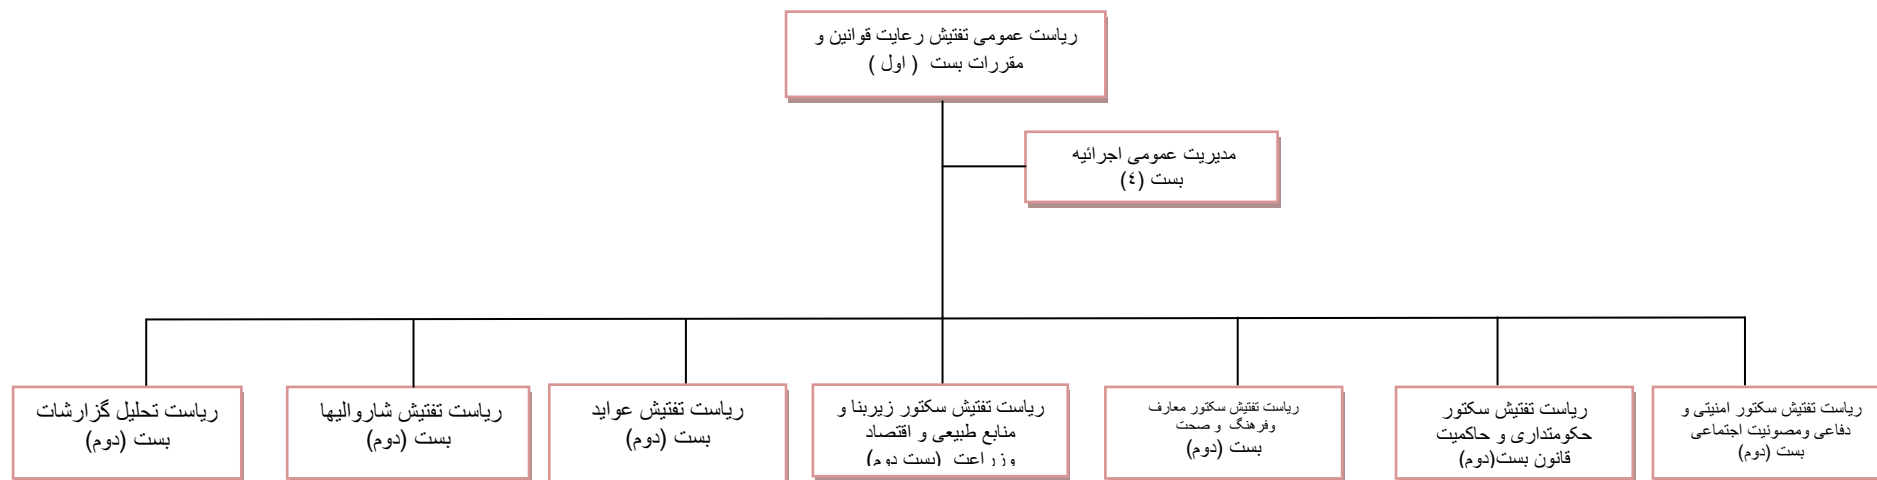 ریاست عمومی تفتیش رعایت قوانین و
مقررات بست ( اول )
مدیریت عمومی اجرائیه
بست (٤)
ریاست تفتیش سکتور امنیتی و
دفاعی ومصونیت اجتماعی
بست (دوم)
ریاست تفتیش سکتور
حکومتداری و حاکمیت
قانون بست(دوم)
ریاست تفتیش سکتور معارف
وفرهنگ و صحت
بست (دوم)
ریاست تفتیش سکتور زیربنا و
منابع طبیعی و اقتصاد
وزراعت (بست دوم)
ریاست تفتیش عواید
بست (دوم)
ریاست تفتیش شاروالیها
بست (دوم)
ریاست تحلیل گزارشات
بست (دوم)